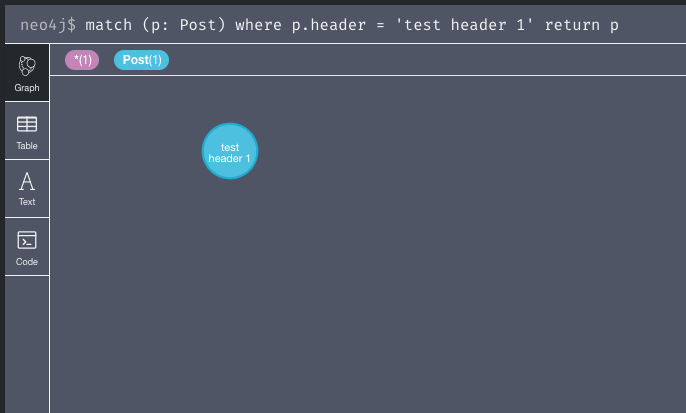 neo4j$ match (p: Post) where p.header = 'test header 1' return p
*(1) Post(1)
Graph
Table
Text
Code
test
header 1